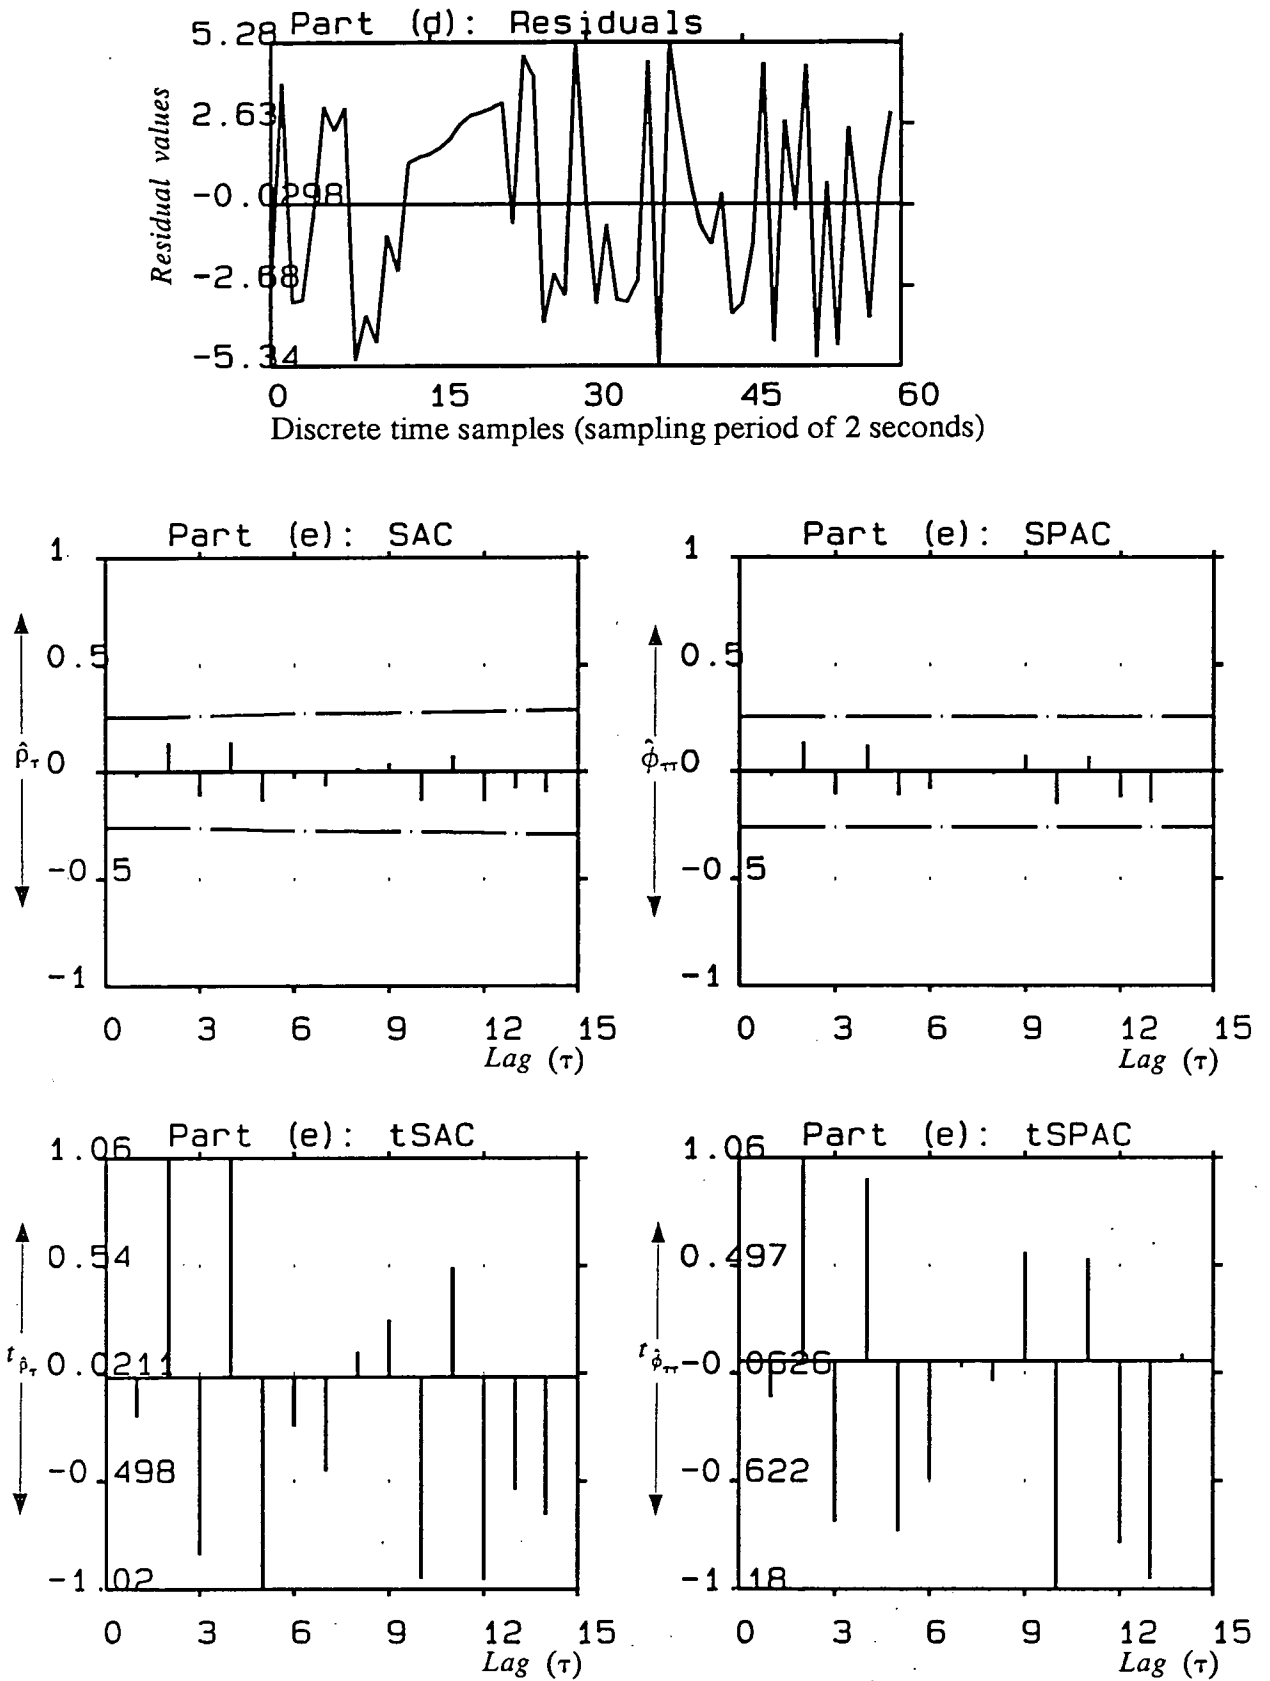 Part (d): Residuals
5.28
2.63
-0.0298
-2.68
-5.34
Residual values
0 15 30 45 60
Discrete time samples (sampling period of 2 seconds)
Part (e): SAC
1
0.5
0
-0.5
-1
ρ̂τ
0 3 6 9 12 15
Lag (τ)
Part (e): SPAC
1
0.5
0
-0.5
-1
φ̂ττ
0 3 6 9 12 15
Lag (τ)
Part (e): tSAC
1.06
0.54
0.0211
-0.498
-1.02
t ρ̂τ
0 3 6 9 12 15
Lag (τ)
Part (e): tSPAC
1.06
0.497
-0.0626
-0.622
-1.18
t φ̂ττ
0 3 6 9 12 15
Lag (τ)